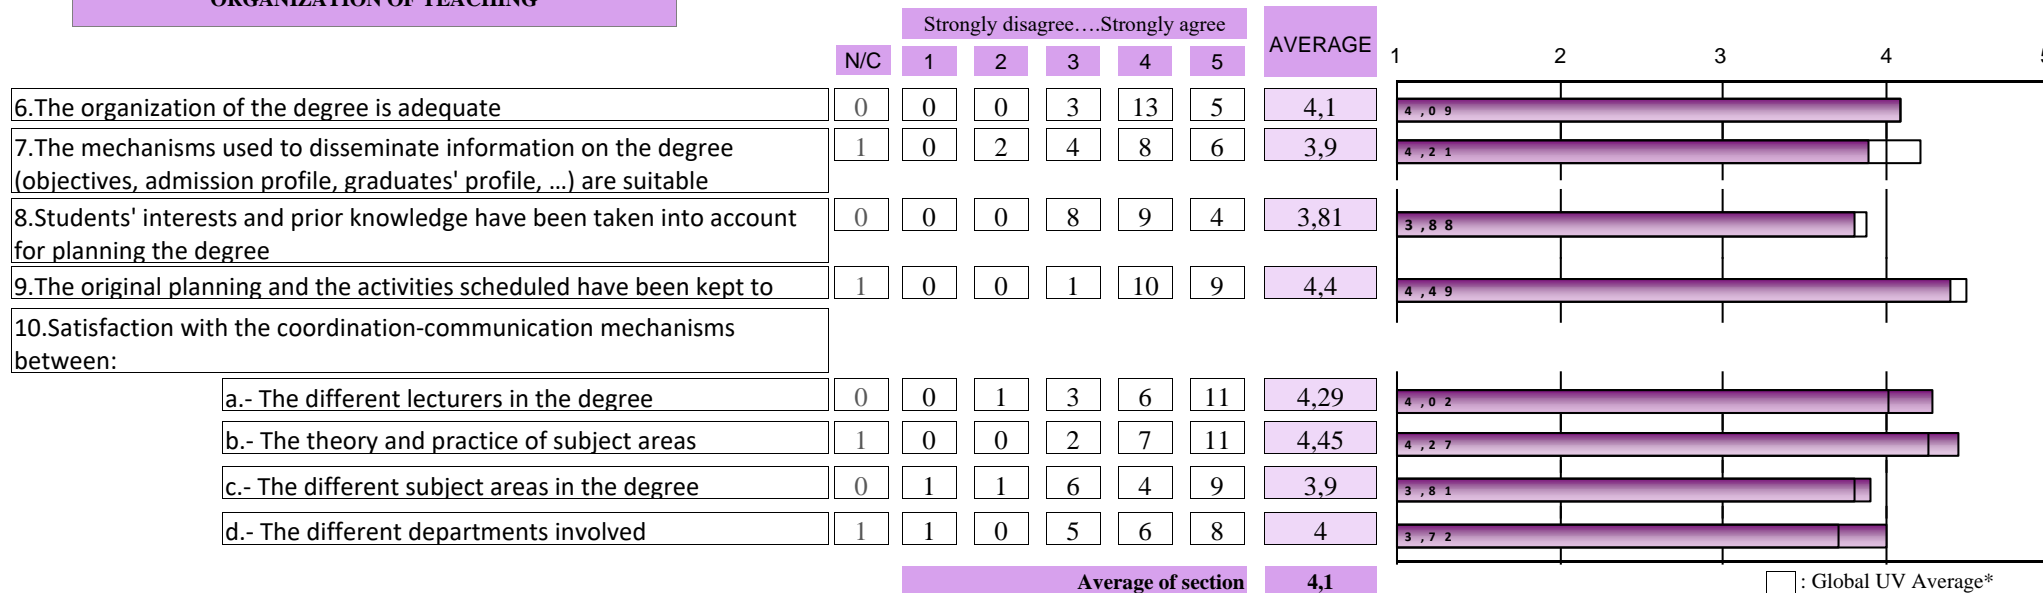 ORGANIZATION OF TEACHING
Strongly disagree….Strongly agree
AVERAGE
N/C 1 2 3 4 5
1 2 3 4 5
6.The organization of the degree is adequate 0 0 0 3 13 5 4,1 4,09
7.The mechanisms used to disseminate information on the degree 1 0 2 4 8 6 3,9 4,21
(objectives, admission profile, graduates' profile, …) are suitable
8.Students' interests and prior knowledge have been taken into account 0 0 0 8 9 4 3,81 3,88
for planning the degree
9.The original planning and the activities scheduled have been kept to 1 0 0 1 10 9 4,4 4,49
10.Satisfaction with the coordination-communication mechanisms
between:
a.- The different lecturers in the degree 0 0 1 3 6 11 4,29 4,02
b.- The theory and practice of subject areas 1 0 0 2 7 11 4,45 4,27
c.- The different subject areas in the degree 0 1 1 6 4 9 3,9 3,81
d.- The different departments involved 1 1 0 5 6 8 4 3,72
Average of section 4,1
: Global UV Average*